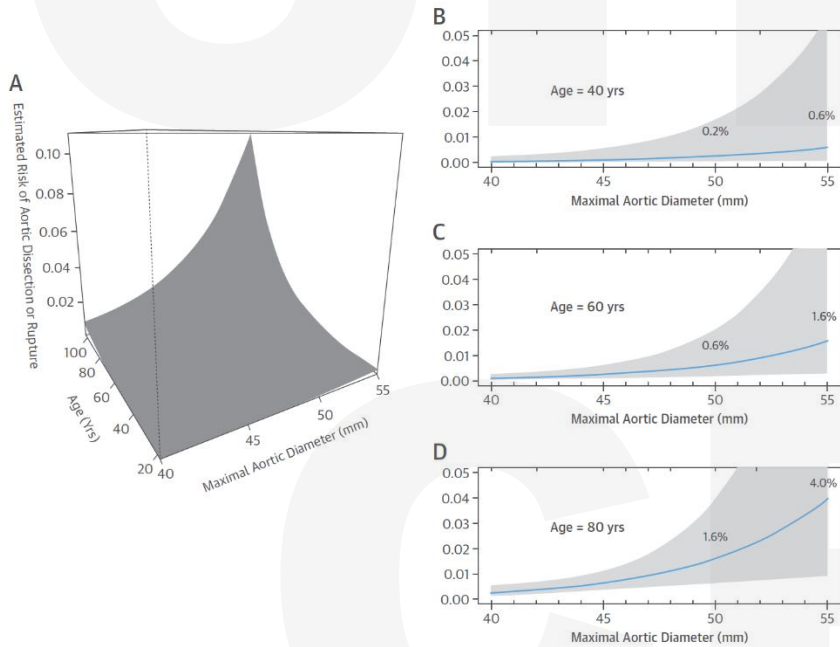 A
Estimated Risk of Aortic Dissection or Rupture
0.10
0.08
0.06
0.04
0.02
100
80
60
40
20
Age (Yrs)
40
45
50
55
Maximal Aortic Diameter (mm)
B
0.05
0.04
0.03
0.02
0.01
0.00
Age = 40 yrs
0.2%
0.6%
40 45 50 55
Maximal Aortic Diameter (mm)
C
0.05
0.04
0.03
0.02
0.01
0.00
Age = 60 yrs
0.6%
1.6%
40 45 50 55
Maximal Aortic Diameter (mm)
D
0.05
0.04
0.03
0.02
0.01
0.00
Age = 80 yrs
1.6%
4.0%
40 45 50 55
Maximal Aortic Diameter (mm)